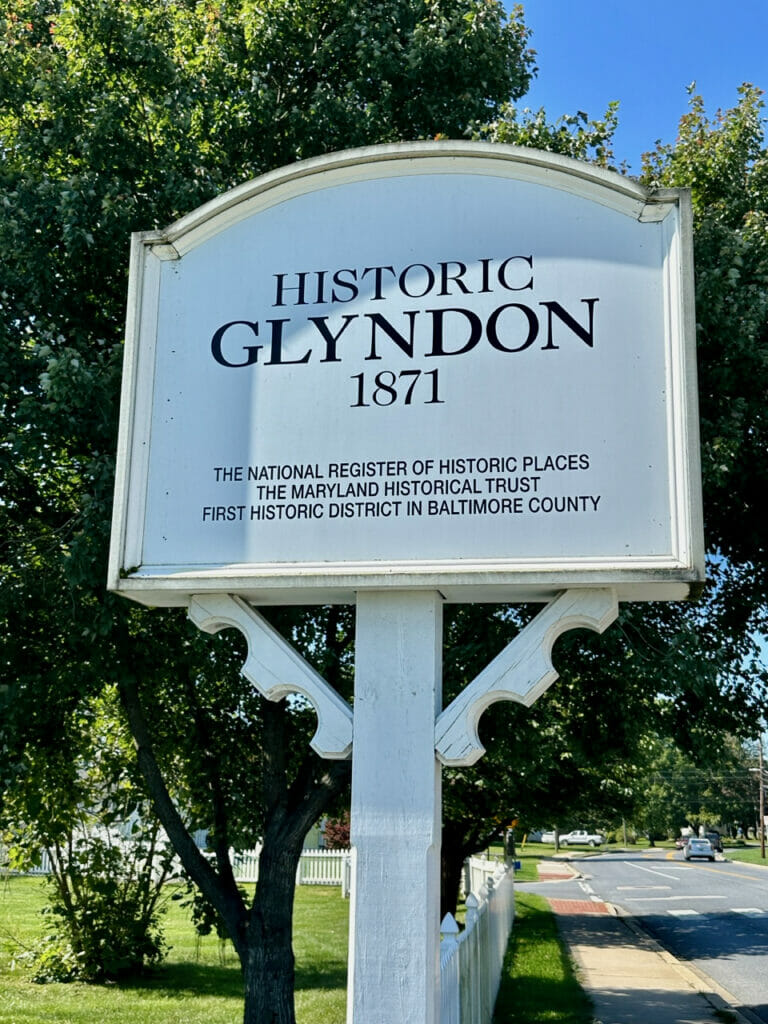 HISTORIC
GLYNDON
1871
THE NATIONAL REGISTER OF HISTORIC PLACES
THE MARYLAND HISTORICAL TRUST
FIRST HISTORIC DISTRICT IN BALTIMORE COUNTY